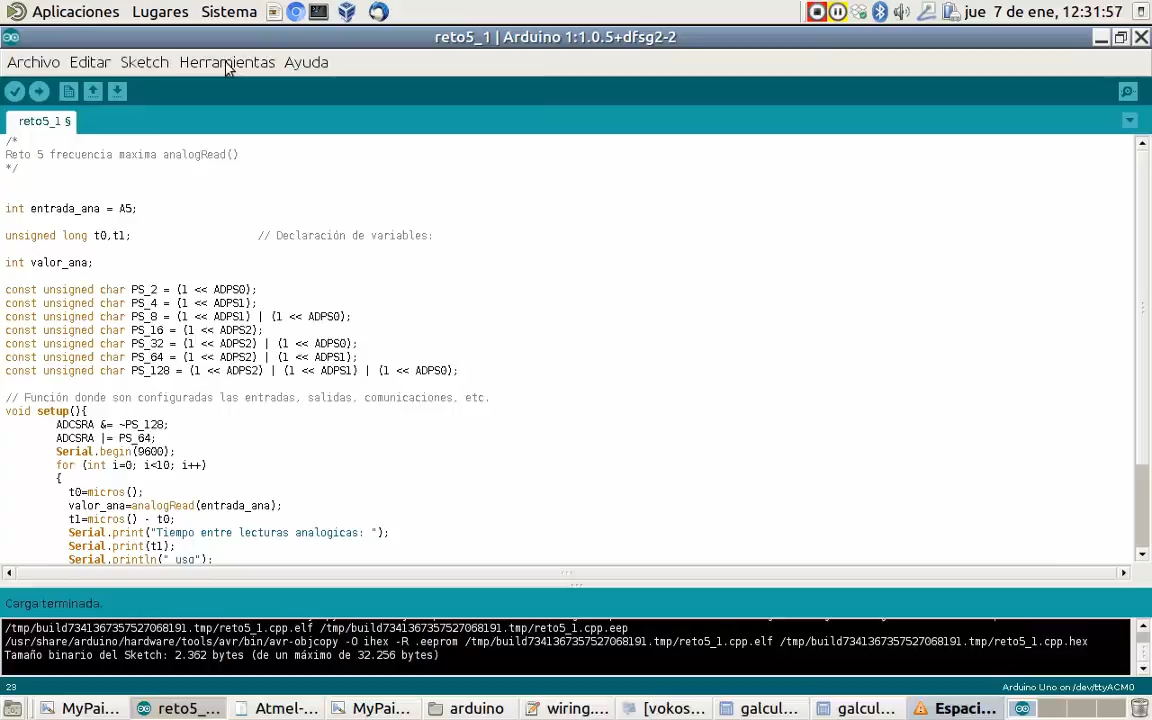 Aplicaciones Lugares Sistema jue 7 de ene, 12:31:57
reto5_1 | Arduino 1:1.0.5+dfsg2-2
Archivo Editar Sketch Herramientas Ayuda
reto5_1 §
/*
Reto 5 frecuencia maxima analogRead()
*/
int entrada_ana = A5;
unsigned long t0,t1; // Declaración de variables:
int valor_ana;
const unsigned char PS_2 = (1 << ADPS0);
const unsigned char PS_4 = (1 << ADPS1);
const unsigned char PS_8 = (1 << ADPS1) | (1 << ADPS0);
const unsigned char PS_16 = (1 << ADPS2);
const unsigned char PS_32 = (1 << ADPS2) | (1 << ADPS0);
const unsigned char PS_64 = (1 << ADPS2) | (1 << ADPS1);
const unsigned char PS_128 = (1 << ADPS2) | (1 << ADPS1) | (1 << ADPS0);
// Función donde son configuradas las entradas, salidas, comunicaciones, etc.
void setup(){
ADCSRA &= ~PS_128;
ADCSRA |= PS_64;
Serial.begin(9600);
for (int i=0; i<10; i++)
{
t0=micros();
valor_ana=analogRead(entrada_ana);
t1=micros() - t0;
Serial.print("Tiempo entre lecturas analogicas: ");
Serial.print(t1);
Serial.println(" usg");
Carga terminada.
/tmp/build7341367357527068191.tmp/reto5_1.cpp.elf /tmp/build7341367357527068191.tmp/reto5_1.cpp.eep
/usr/share/arduino/hardware/tools/avr/bin/avr-objcopy -O ihex -R .eeprom /tmp/build7341367357527068191.tmp/reto5_1.cpp.elf /tmp/build7341367357527068191.tmp/reto5_1.cpp.hex
Tamaño binario del Sketch: 2.362 bytes (de un máximo de 32.256 bytes)
29 Arduino Uno on /dev/ttyACM0
MyPai... reto5_... Atmel-... MyPai... arduino wiring.... [vokos... galcul... galcul... Espaci...